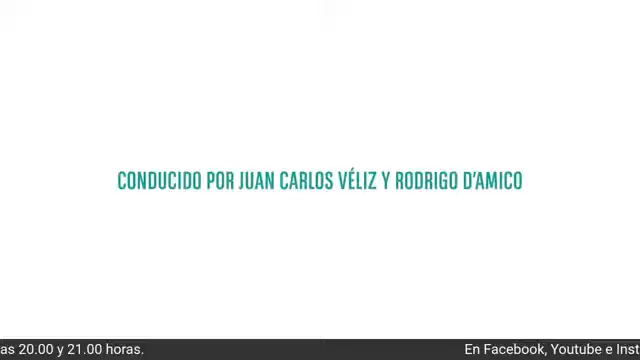 CONDUCIDO POR JUAN CARLOS VÉLIZ Y RODRIGO D'AMICO
as 20.00 y 21.00 horas. En Facebook, Youtube e Inst